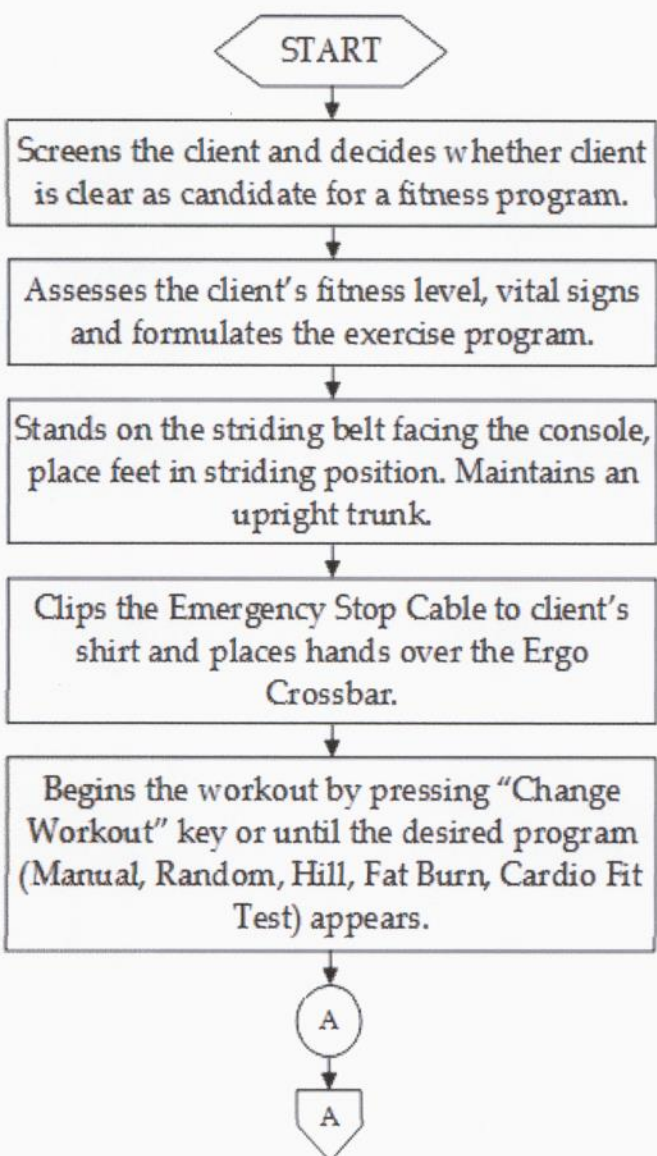 START
Screens the client and decides whether client
is clear as candidate for a fitness program.
Assesses the client's fitness level, vital signs
and formulates the exercise program.
Stands on the striding belt facing the console,
place feet in striding position. Maintains an
upright trunk.
Clips the Emergency Stop Cable to client's
shirt and places hands over the Ergo
Crossbar.
Begins the workout by pressing “Change
Workout” key or until the desired program
(Manual, Random, Hill, Fat Burn, Cardio Fit
Test) appears.
A
A